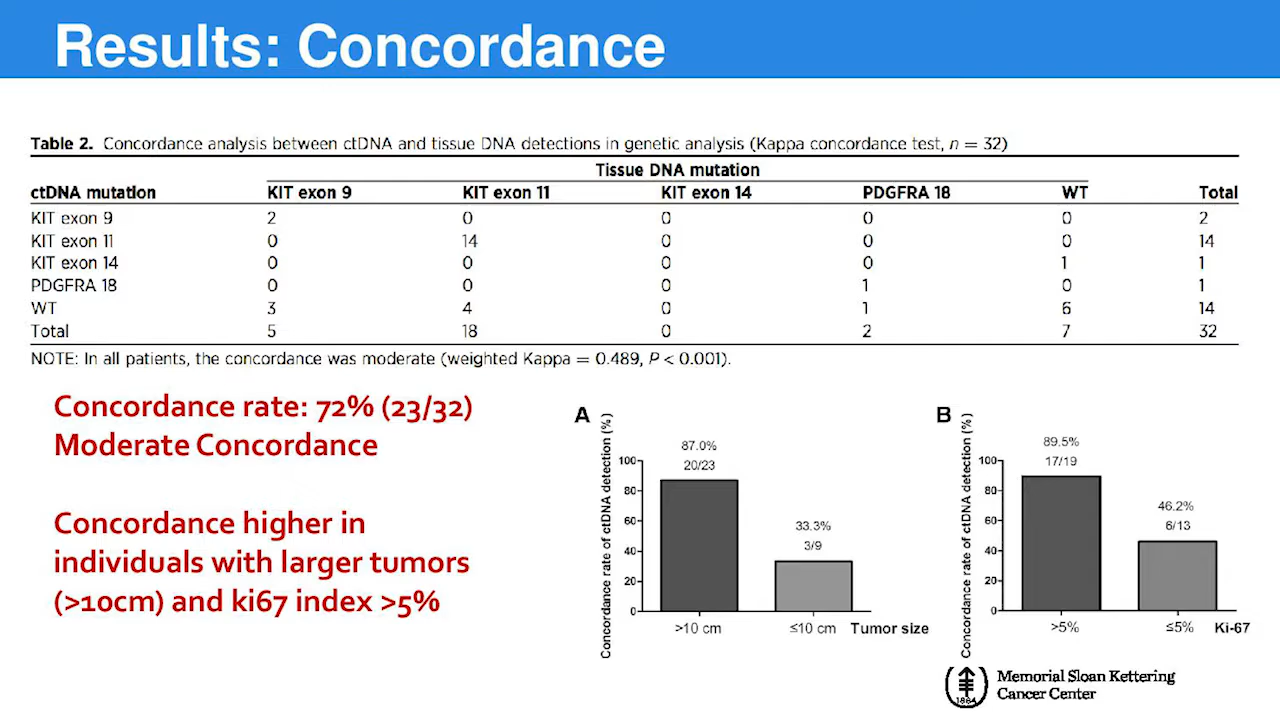 Results: Concordance
Table 2. Concordance analysis between ctDNA and tissue DNA detections in genetic analysis (Kappa concordance test, n = 32)
Tissue DNA mutation
ctDNA mutation KIT exon 9 KIT exon 11 KIT exon 14 PDGFRA 18 WT Total
KIT exon 9 2 0 0 0 0 2
KIT exon 11 0 14 0 0 0 14
KIT exon 14 0 0 0 0 1 1
PDGFRA 18 0 0 0 1 0 1
WT 3 4 0 1 6 14
Total 5 18 0 2 7 32
NOTE: In all patients, the concordance was moderate (weighted Kappa = 0.489, P < 0.001).
Concordance rate: 72% (23/32)
Moderate Concordance
Concordance higher in
individuals with larger tumors
(>10cm) and ki67 index >5%
A
Concordance rate of ctDNA detection (%)
100
80
60
40
20
0
87.0%
20/23
33.3%
3/9
>10 cm ≤10 cm Tumor size
B
Concordance rate of ctDNA detection (%)
100
80
60
40
20
0
89.5%
17/19
46.2%
6/13
>5% ≤5% Ki-67
1884
Memorial Sloan Kettering
Cancer Center